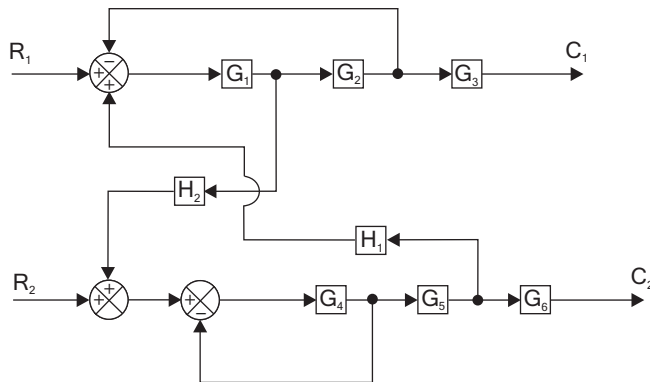 R₁ − + + G₁ G₂ G₃ C₁
H₂
H₁
R₂ + + + − G₄ G₅ G₆ C₂